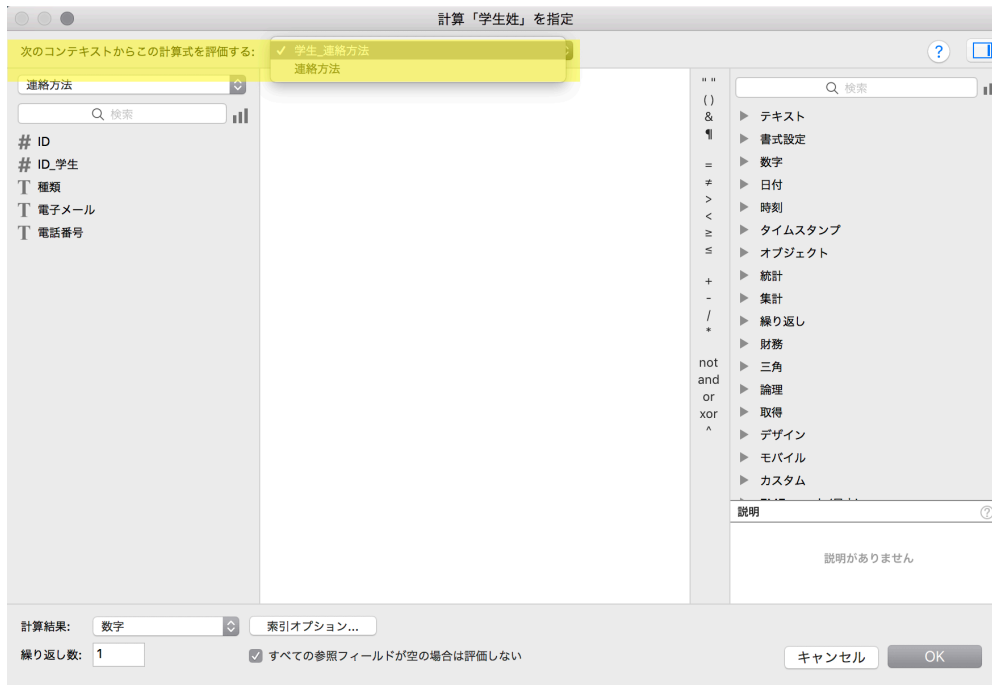 計算「学生姓」を指定
次のコンテキストからこの計算式を評価する:
✓ 学生_連絡方法
連絡方法
?
連絡方法
検索
# ID
# ID_学生
T 種類
T 電子メール
T 電話番号
" "
( )
&
¶
=
≠
>
<
≥
≤
+
-
/
*
not
and
or
xor
^
検索
テキスト
書式設定
数字
日付
時刻
タイムスタンプ
オブジェクト
統計
集計
繰り返し
財務
三角
論理
取得
デザイン
モバイル
カスタム
説明
?
説明がありません
計算結果: 数字 索引オプション...
繰り返し数: 1 すべての参照フィールドが空の場合は評価しない
キャンセル OK